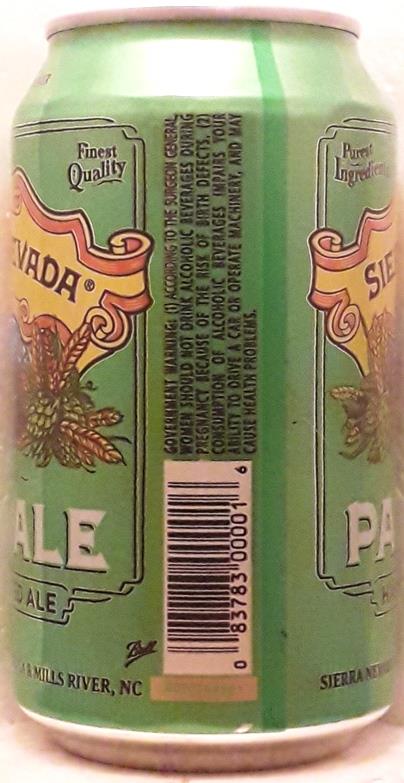 Finest
Quality
EVADA®
ALE
ALE
& MILLS RIVER, NC
Ball
GOVERNMENT WARNING: (1) ACCORDING TO THE SURGEON GENERAL,
WOMEN SHOULD NOT DRINK ALCOHOLIC BEVERAGES DURING
PREGNANCY BECAUSE OF THE RISK OF BIRTH DEFECTS. (2)
CONSUMPTION OF ALCOHOLIC BEVERAGES IMPAIRS YOUR
ABILITY TO DRIVE A CAR OR OPERATE MACHINERY, AND MAY
CAUSE HEALTH PROBLEMS.
0 83783 00001 6
Purest
Ingredients
SIE
PA
SIERRA NEVA